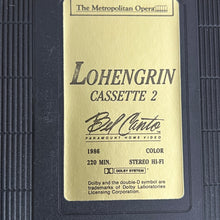 The Metropolitan Opera
LOHENGRIN
CASSETTE 2
Bel Canto
PARAMOUNT HOME VIDEO
1986 COLOR
220 MIN. STEREO HI-FI
DOLBY SYSTEM
Dolby and the double-D symbol are
trademarks of Dolby Laboratories
Licensing Corporation.